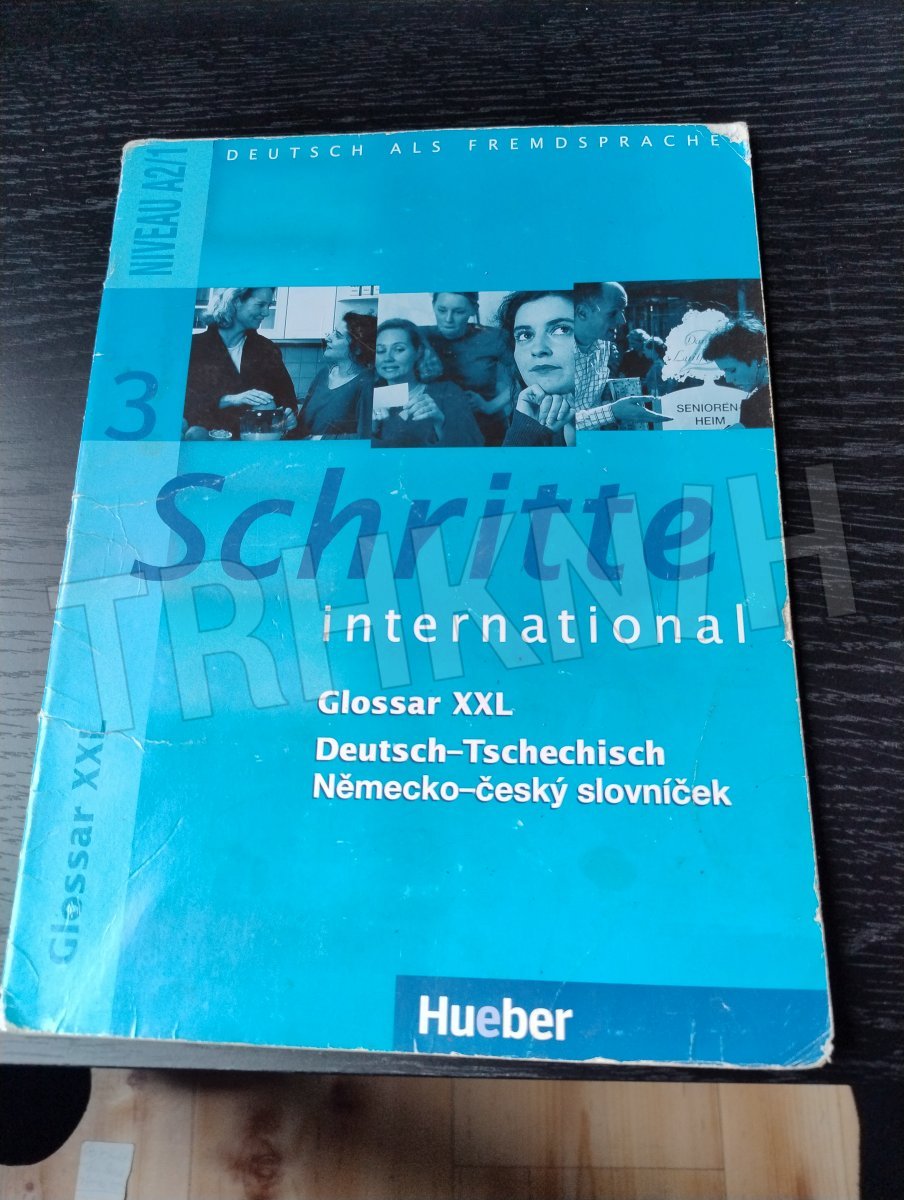 DEUTSCH ALS FREMDSPRACHE
NIVEAU A2/1
3
SENIOREN-
HEIM
Schritte
international
TRHKNIH
Glossar XXL
Deutsch–Tschechisch
Německo–český slovníček
Glossar XXL
Hueber